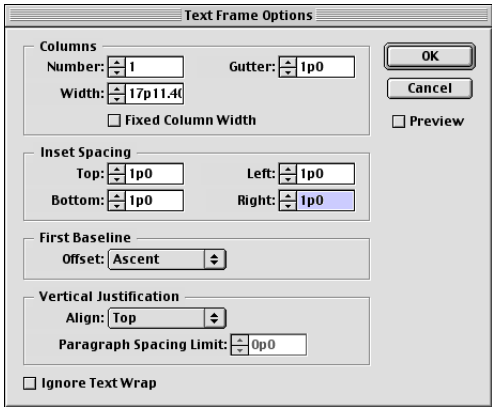 Text Frame Options
Columns
Number: 1 Gutter: 1p0
Width: 17p11.40
Fixed Column Width
OK
Cancel
Preview
Inset Spacing
Top: 1p0 Left: 1p0
Bottom: 1p0 Right: 1p0
First Baseline
Offset: Ascent
Vertical Justification
Align: Top
Paragraph Spacing Limit: 0p0
Ignore Text Wrap